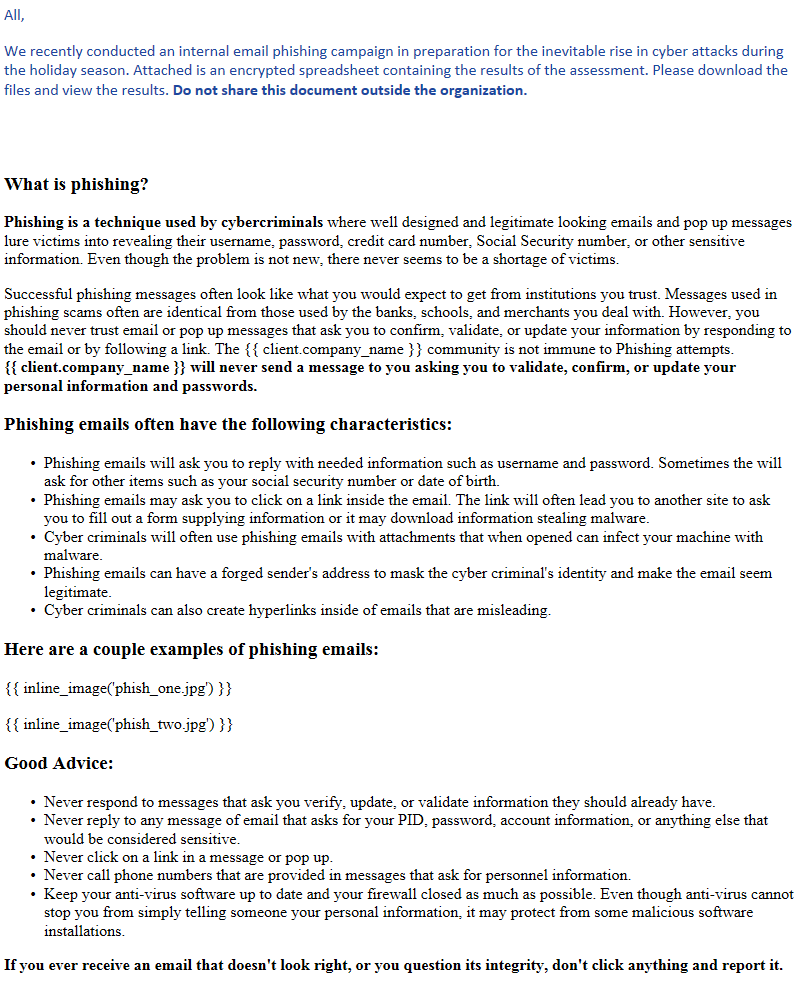 All,
We recently conducted an internal email phishing campaign in preparation for the inevitable rise in cyber attacks during
the holiday season. Attached is an encrypted spreadsheet containing the results of the assessment. Please download the
files and view the results. Do not share this document outside the organization.
What is phishing?
Phishing is a technique used by cybercriminals where well designed and legitimate looking emails and pop up messages
lure victims into revealing their username, password, credit card number, Social Security number, or other sensitive
information. Even though the problem is not new, there never seems to be a shortage of victims.
Successful phishing messages often look like what you would expect to get from institutions you trust. Messages used in
phishing scams often are identical from those used by the banks, schools, and merchants you deal with. However, you
should never trust email or pop up messages that ask you to confirm, validate, or update your information by responding to
the email or by following a link. The {{ client.company_name }} community is not immune to Phishing attempts.
{{ client.company_name }} will never send a message to you asking you to validate, confirm, or update your
personal information and passwords.
Phishing emails often have the following characteristics:
• Phishing emails will ask you to reply with needed information such as username and password. Sometimes the will
ask for other items such as your social security number or date of birth.
• Phishing emails may ask you to click on a link inside the email. The link will often lead you to another site to ask
you to fill out a form supplying information or it may download information stealing malware.
• Cyber criminals will often use phishing emails with attachments that when opened can infect your machine with
malware.
• Phishing emails can have a forged sender's address to mask the cyber criminal's identity and make the email seem
legitimate.
• Cyber criminals can also create hyperlinks inside of emails that are misleading.
Here are a couple examples of phishing emails:
{{ inline_image('phish_one.jpg') }}
{{ inline_image('phish_two.jpg') }}
Good Advice:
• Never respond to messages that ask you verify, update, or validate information they should already have.
• Never reply to any message of email that asks for your PID, password, account information, or anything else that
would be considered sensitive.
• Never click on a link in a message or pop up.
• Never call phone numbers that are provided in messages that ask for personnel information.
• Keep your anti-virus software up to date and your firewall closed as much as possible. Even though anti-virus cannot
stop you from simply telling someone your personal information, it may protect from some malicious software
installations.
If you ever receive an email that doesn't look right, or you question its integrity, don't click anything and report it.